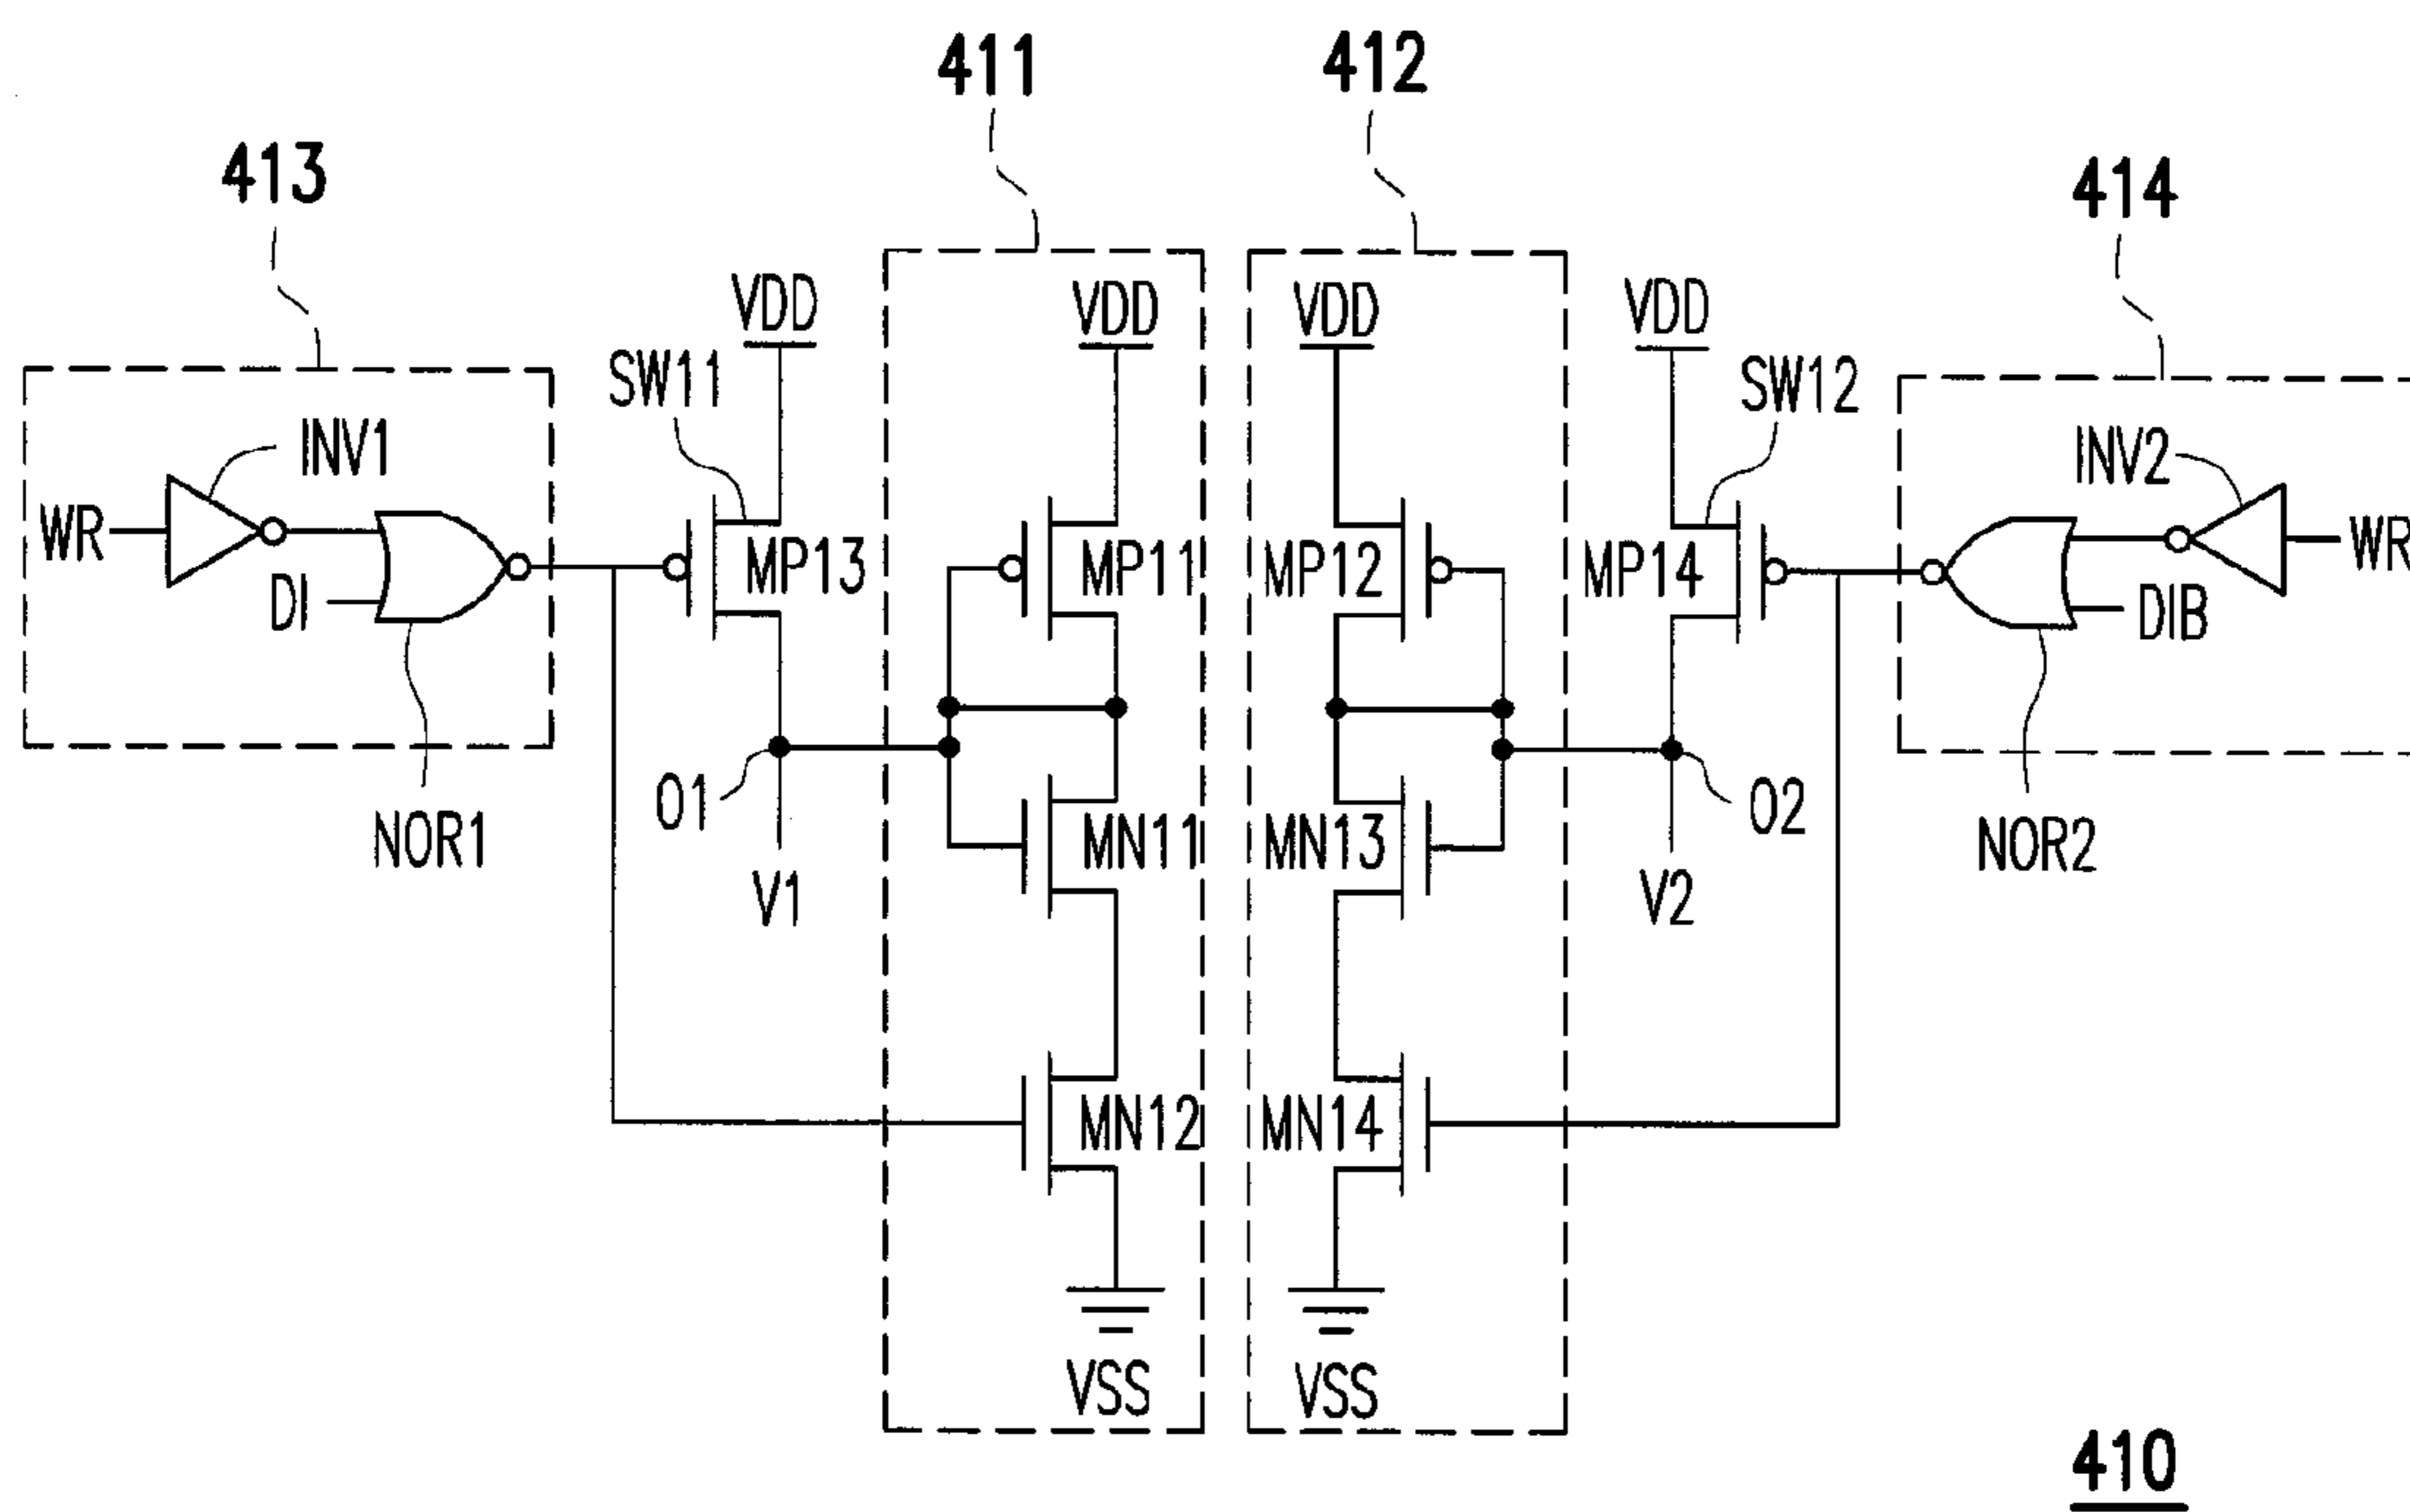 411
412
413
414
VDD
VDD
VDD
VDD
SW11
SW12
INV1
INV2
WR
MP13
MP11
MP12
MP14
WR
DI
DIB
O1
O2
NOR1
MN11
MN13
NOR2
V1
V2
MN12
MN14
VSS
VSS
410